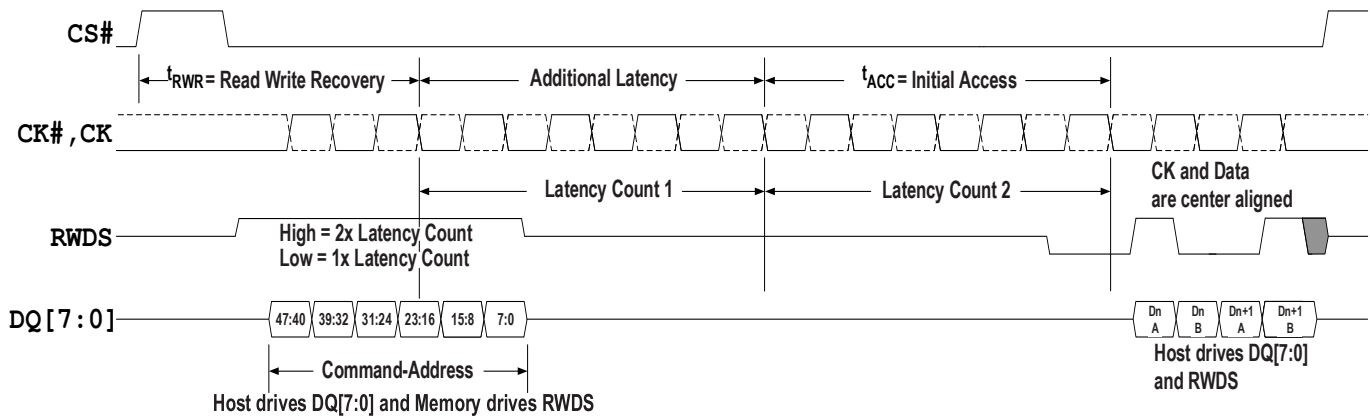 CS#
tRWR = Read Write Recovery
Additional Latency
tACC = Initial Access
CK#,CK
Latency Count 1
Latency Count 2
CK and Data
are center aligned
RWDS
High = 2x Latency Count
Low = 1x Latency Count
DQ[7:0]
47:40 39:32 31:24 23:16 15:8 7:0
Dn A
Dn B
Dn+1 A
Dn+1 B
Command-Address
Host drives DQ[7:0]
and RWDS
Host drives DQ[7:0] and Memory drives RWDS